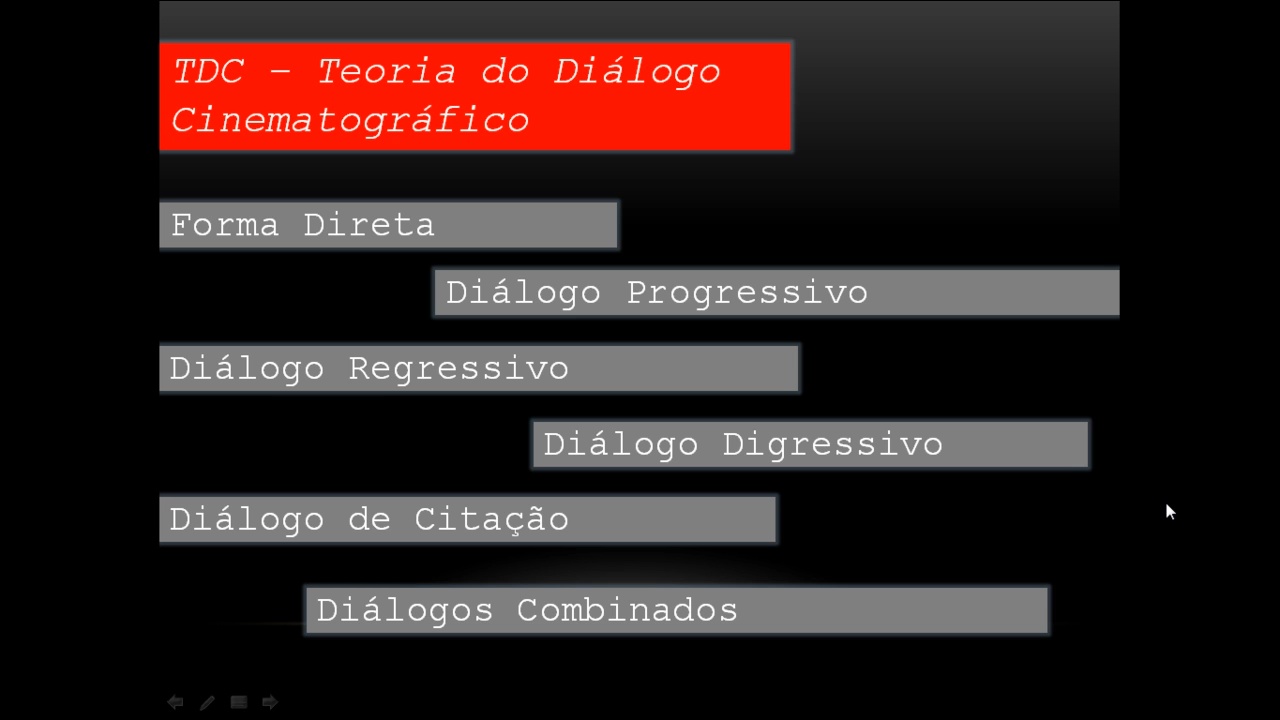 TDC – Teoria do Diálogo
Cinematográfico
Forma Direta
Diálogo Progressivo
Diálogo Regressivo
Diálogo Digressivo
Diálogo de Citação
Diálogos Combinados